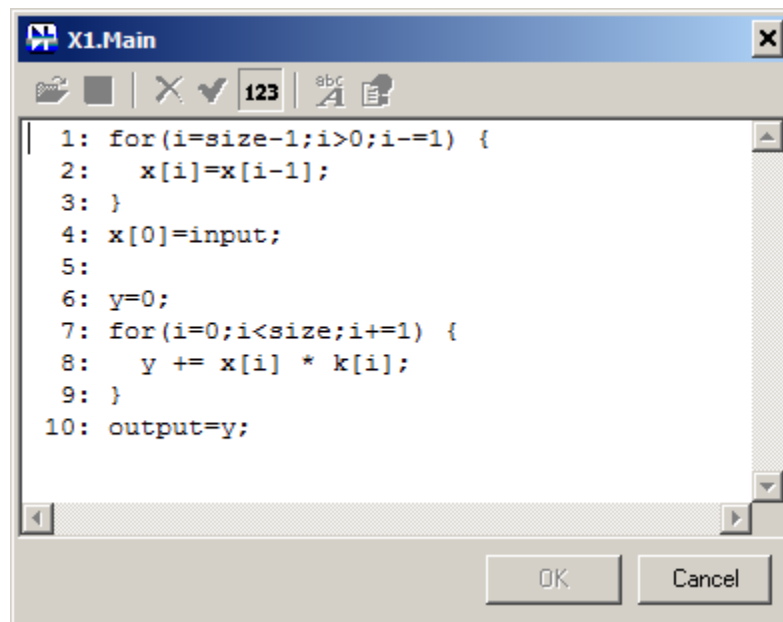 X1.Main
123 abc A
1: for(i=size-1;i>0;i-=1) {
2:   x[i]=x[i-1];
3: }
4: x[0]=input;
5:
6: y=0;
7: for(i=0;i<size;i+=1) {
8:   y += x[i] * k[i];
9: }
10: output=y;
OK Cancel